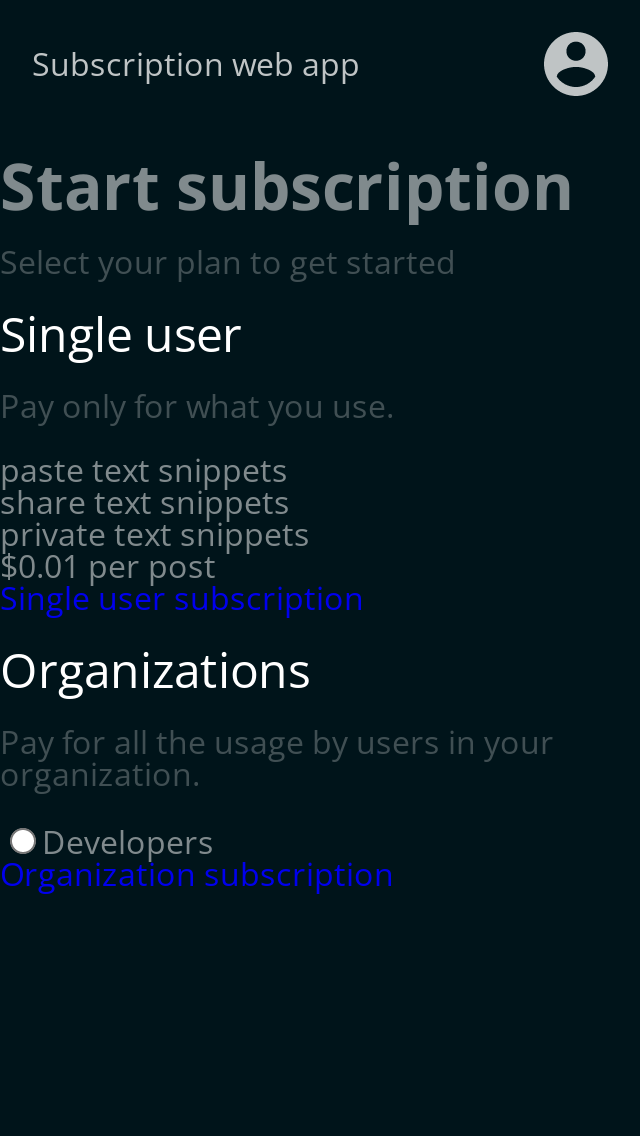 Subscription web app
Start subscription
Select your plan to get started
Single user
Pay only for what you use.
paste text snippets
share text snippets
private text snippets
$0.01 per post
Single user subscription
Organizations
Pay for all the usage by users in your
organization.
Developers
Organization subscription